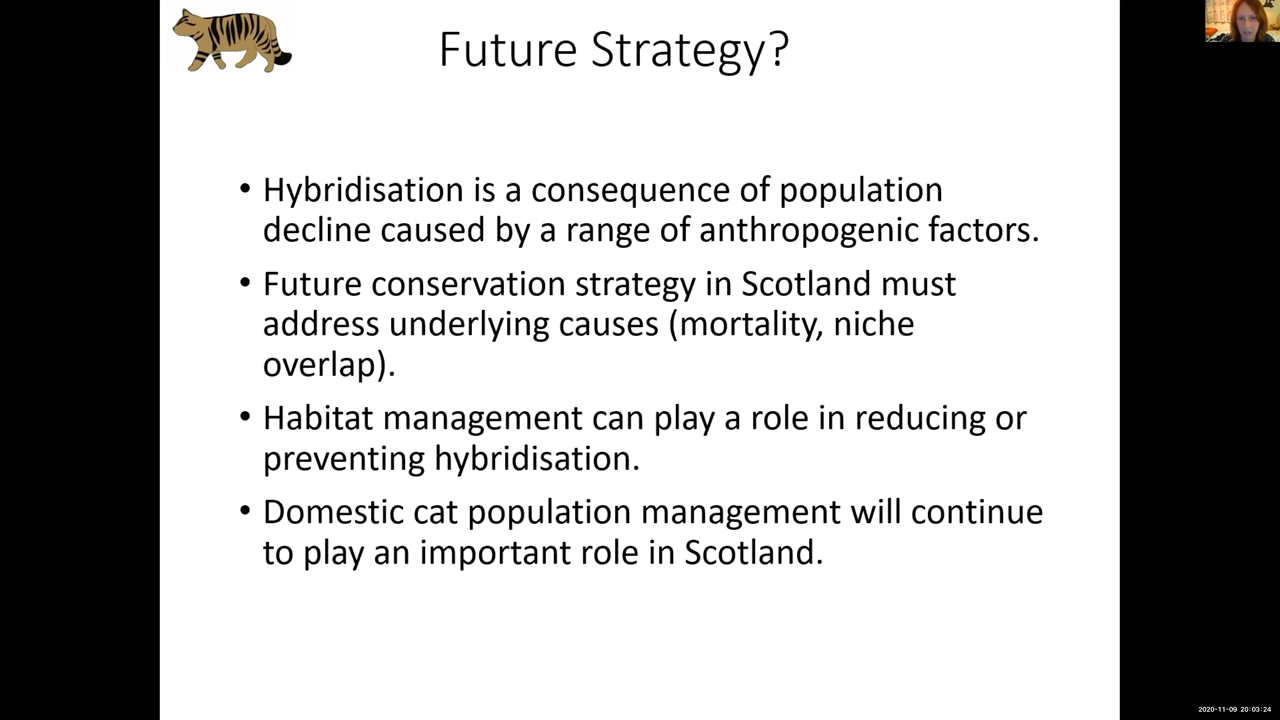 Future Strategy?
• Hybridisation is a consequence of population
decline caused by a range of anthropogenic factors.
• Future conservation strategy in Scotland must
address underlying causes (mortality, niche
overlap).
• Habitat management can play a role in reducing or
preventing hybridisation.
• Domestic cat population management will continue
to play an important role in Scotland.
2020-11-09 20:03:24